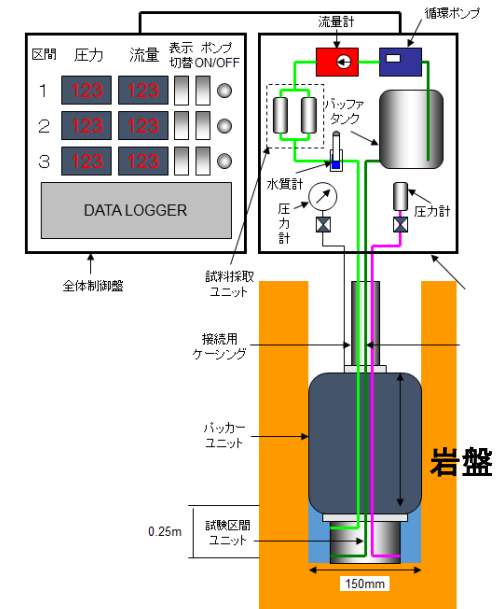 流量計
循環ポンプ
区間
圧力
流量
表示
切替
ポンプ
ON/OFF
1
123
123
2
123
123
3
123
123
DATA LOGGER
バッファ
タンク
水質計
圧
力
計
圧力計
全体制御盤
試料採取
ユニット
接続用
ケーシング
パッカー
ユニット
岩盤
0.25m
試験区間
ユニット
150mm